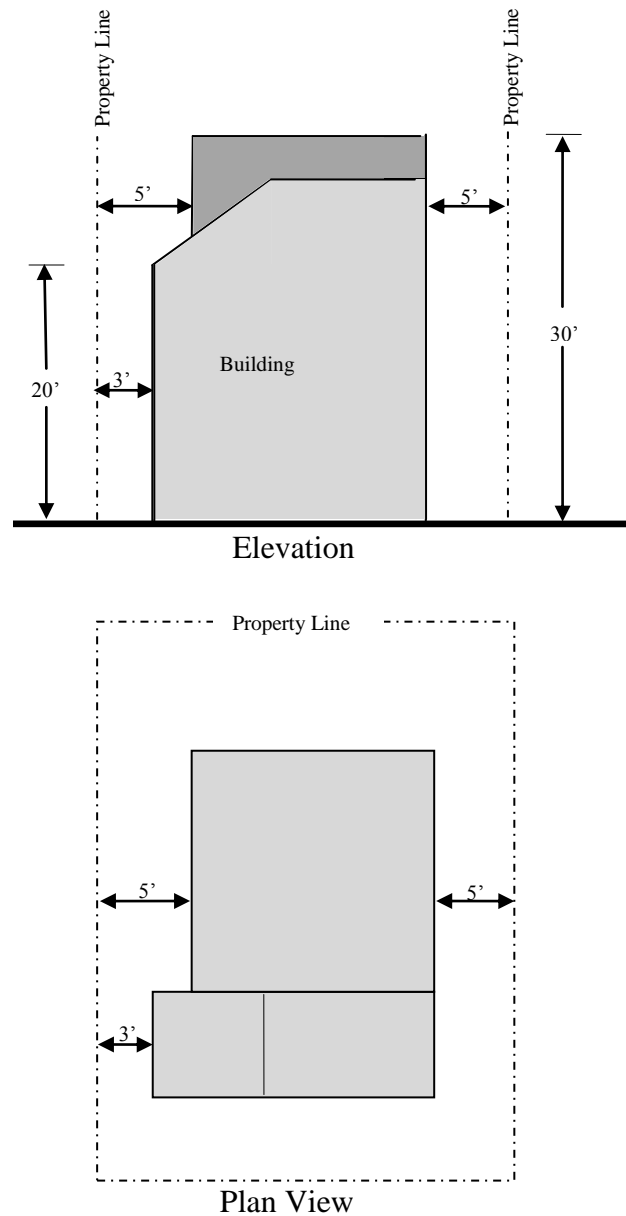 Property Line
Property Line
5’
5’
30’
Building
20’
3’
Elevation
Property Line
5’
5’
3’
Plan View